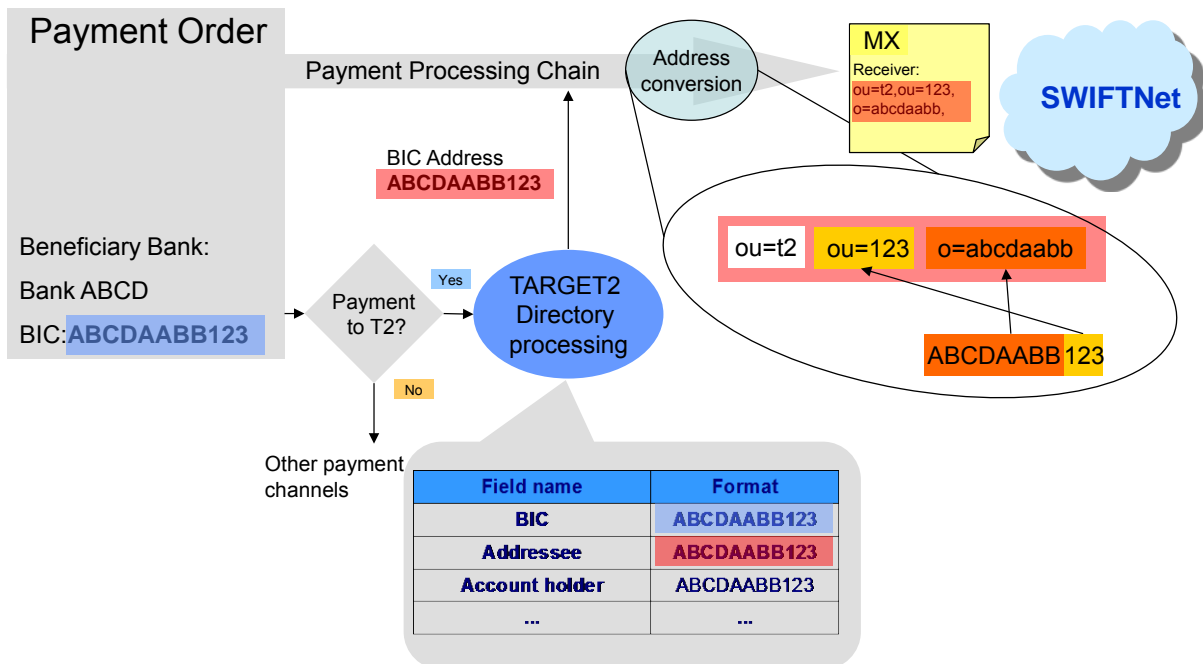 Payment Order
Payment Processing Chain
Address
conversion
MX
Receiver:
ou=t2,ou=123,
o=abcdaabb,
SWIFTNet
BIC Address
ABCDAABB123
Beneficiary Bank:
Bank ABCD
BIC:ABCDAABB123
Payment
to T2?
Yes
No
TARGET2
Directory
processing
ou=t2 ou=123 o=abcdaabb
ABCDAABB 123
Other payment
channels
Field name Format
BIC ABCDAABB123
Addressee ABCDAABB123
Account holder ABCDAABB123
... ...